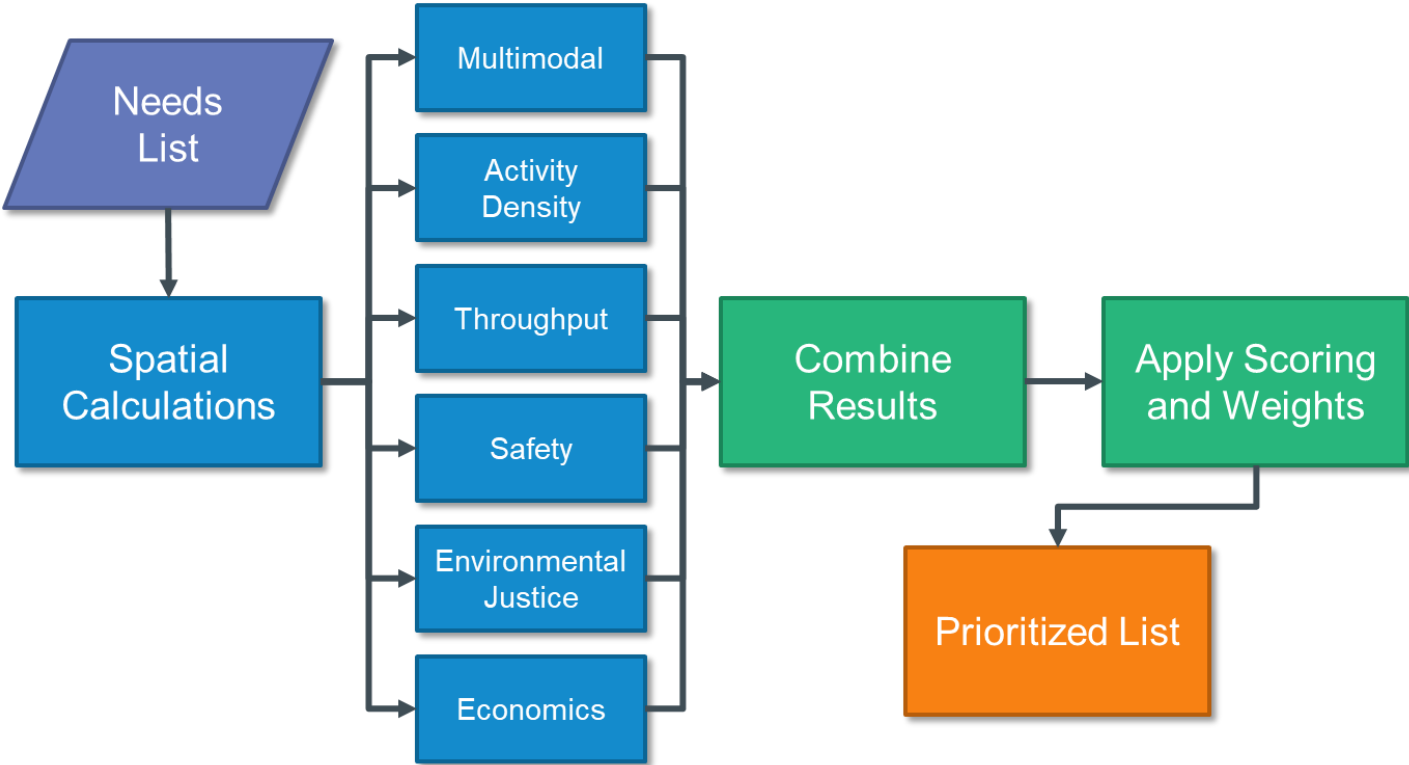 Needs
List
Spatial
Calculations
Multimodal
Activity
Density
Throughput
Safety
Environmental
Justice
Economics
Combine
Results
Apply Scoring
and Weights
Prioritized List